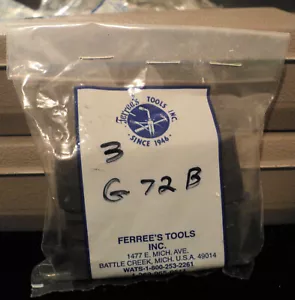 FERREE'S TOOLS INC.
SINCE 1946
3
G 72 B
FERREE'S TOOLS
INC.
1477 E. MICH. AVE.
BATTLE CREEK, MICH. U.S.A. 49014
WATS-1-800-253-2261